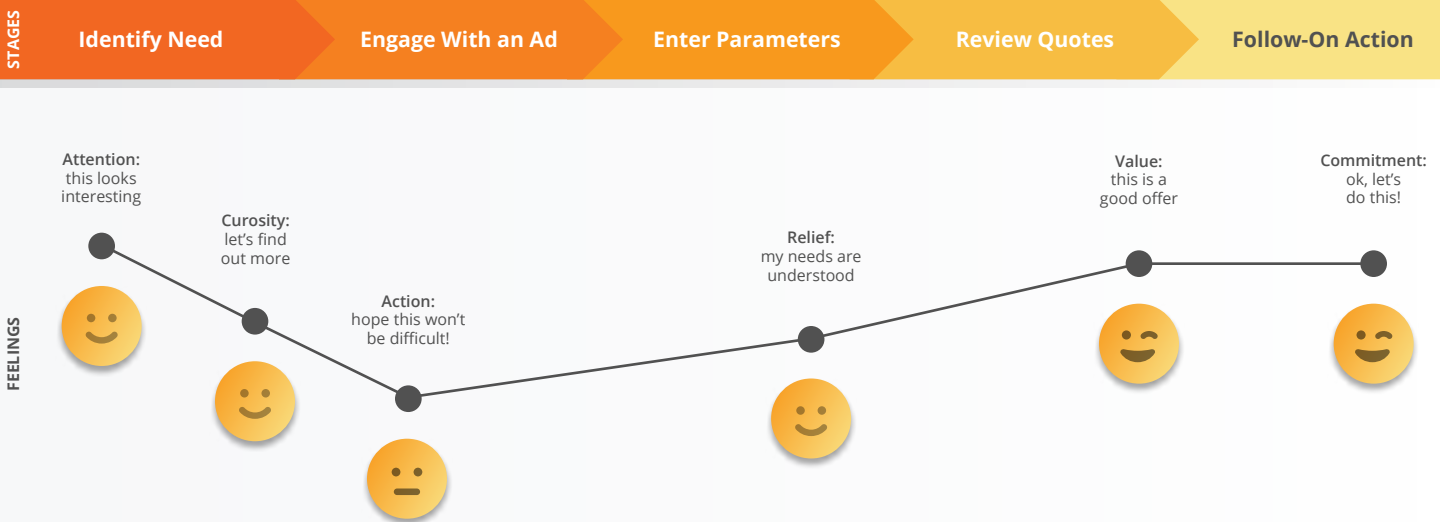 STAGES
Identify Need
Engage With an Ad
Enter Parameters
Review Quotes
Follow-On Action
FEELINGS
Attention:
this looks
interesting
Curosity:
let’s find
out more
Action:
hope this won’t
be difficult!
Relief:
my needs are
understood
Value:
this is a
good offer
Commitment:
ok, let’s
do this!